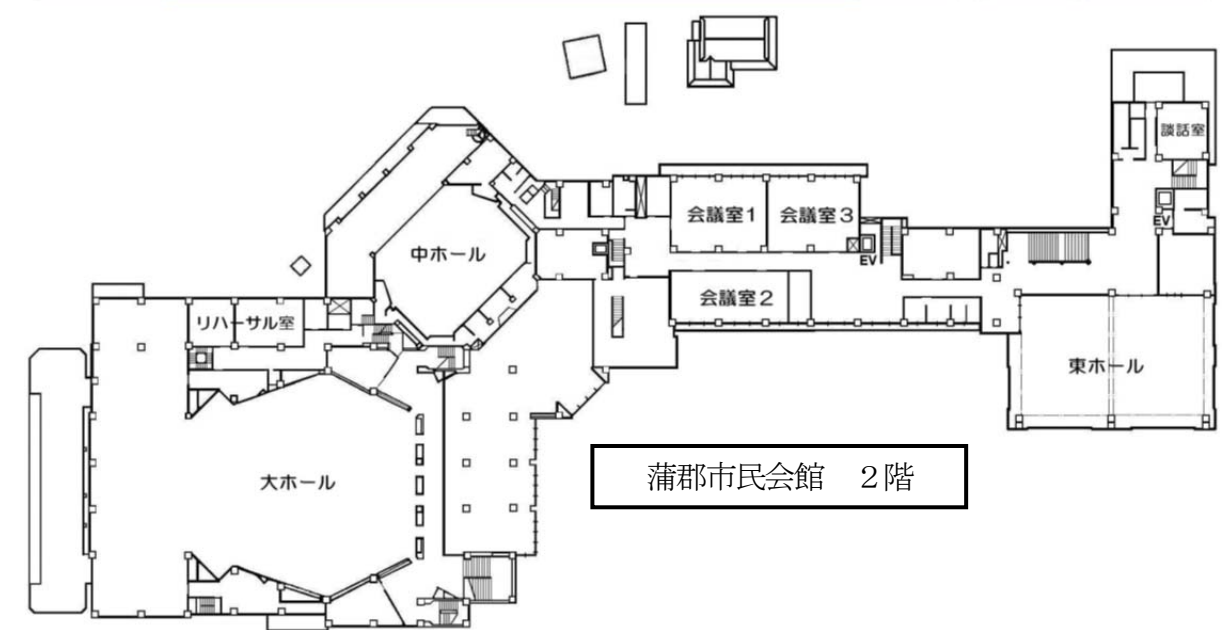 談話室
会議室1
会議室3
EV
中ホール
EV
会議室2
リハーサル室
東ホール
大ホール
蒲郡市民会館　２階